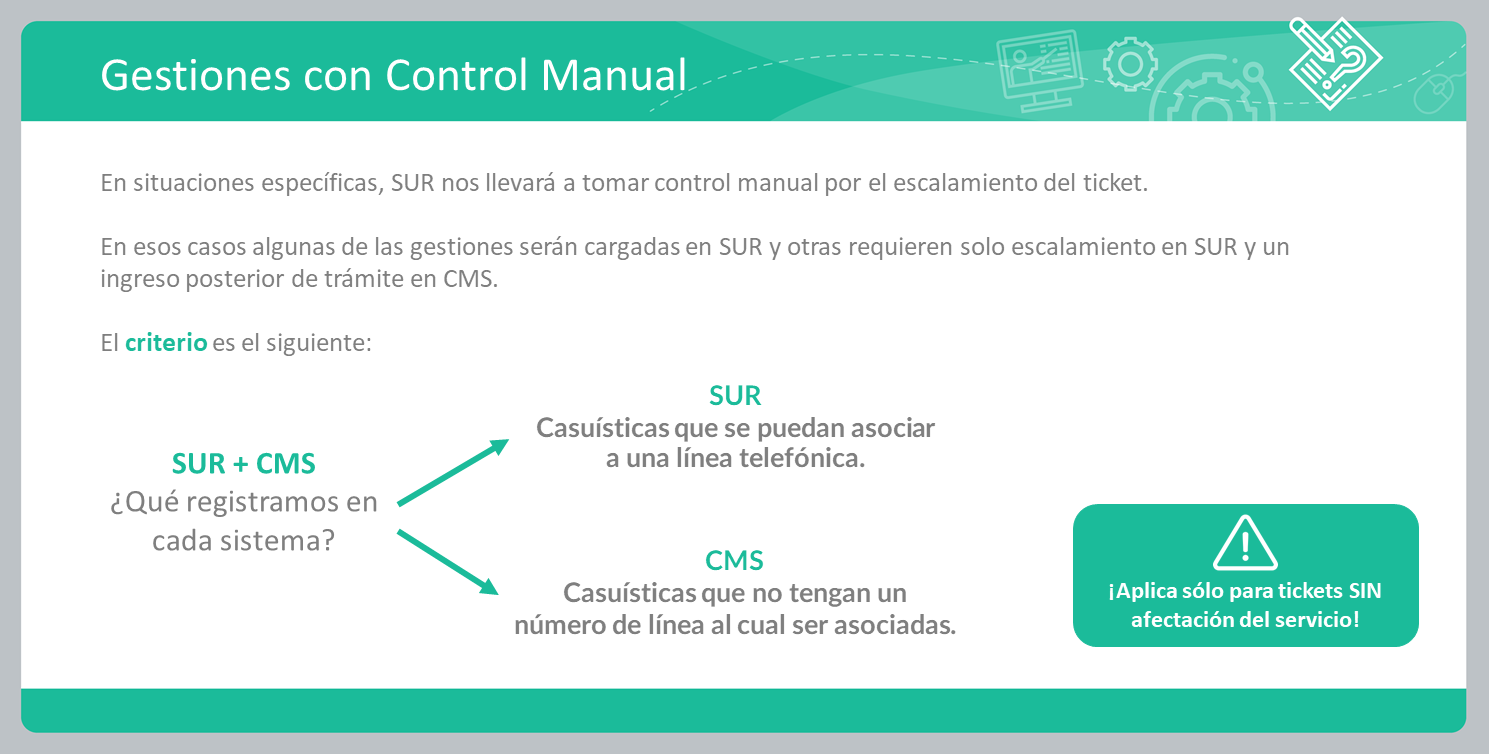 Gestiones con Control Manual
En situaciones específicas, SUR nos llevará a tomar control manual por el escalamiento del ticket.
En esos casos algunas de las gestiones serán cargadas en SUR y otras requieren solo escalamiento en SUR y un
ingreso posterior de trámite en CMS.
El criterio es el siguiente:
SUR + CMS
¿Qué registramos en
cada sistema?
SUR
Casuísticas que se puedan asociar
a una línea telefónica.
CMS
Casuísticas que no tengan un
número de línea al cual ser asociadas.
¡Aplica sólo para tickets SIN
afectación del servicio!